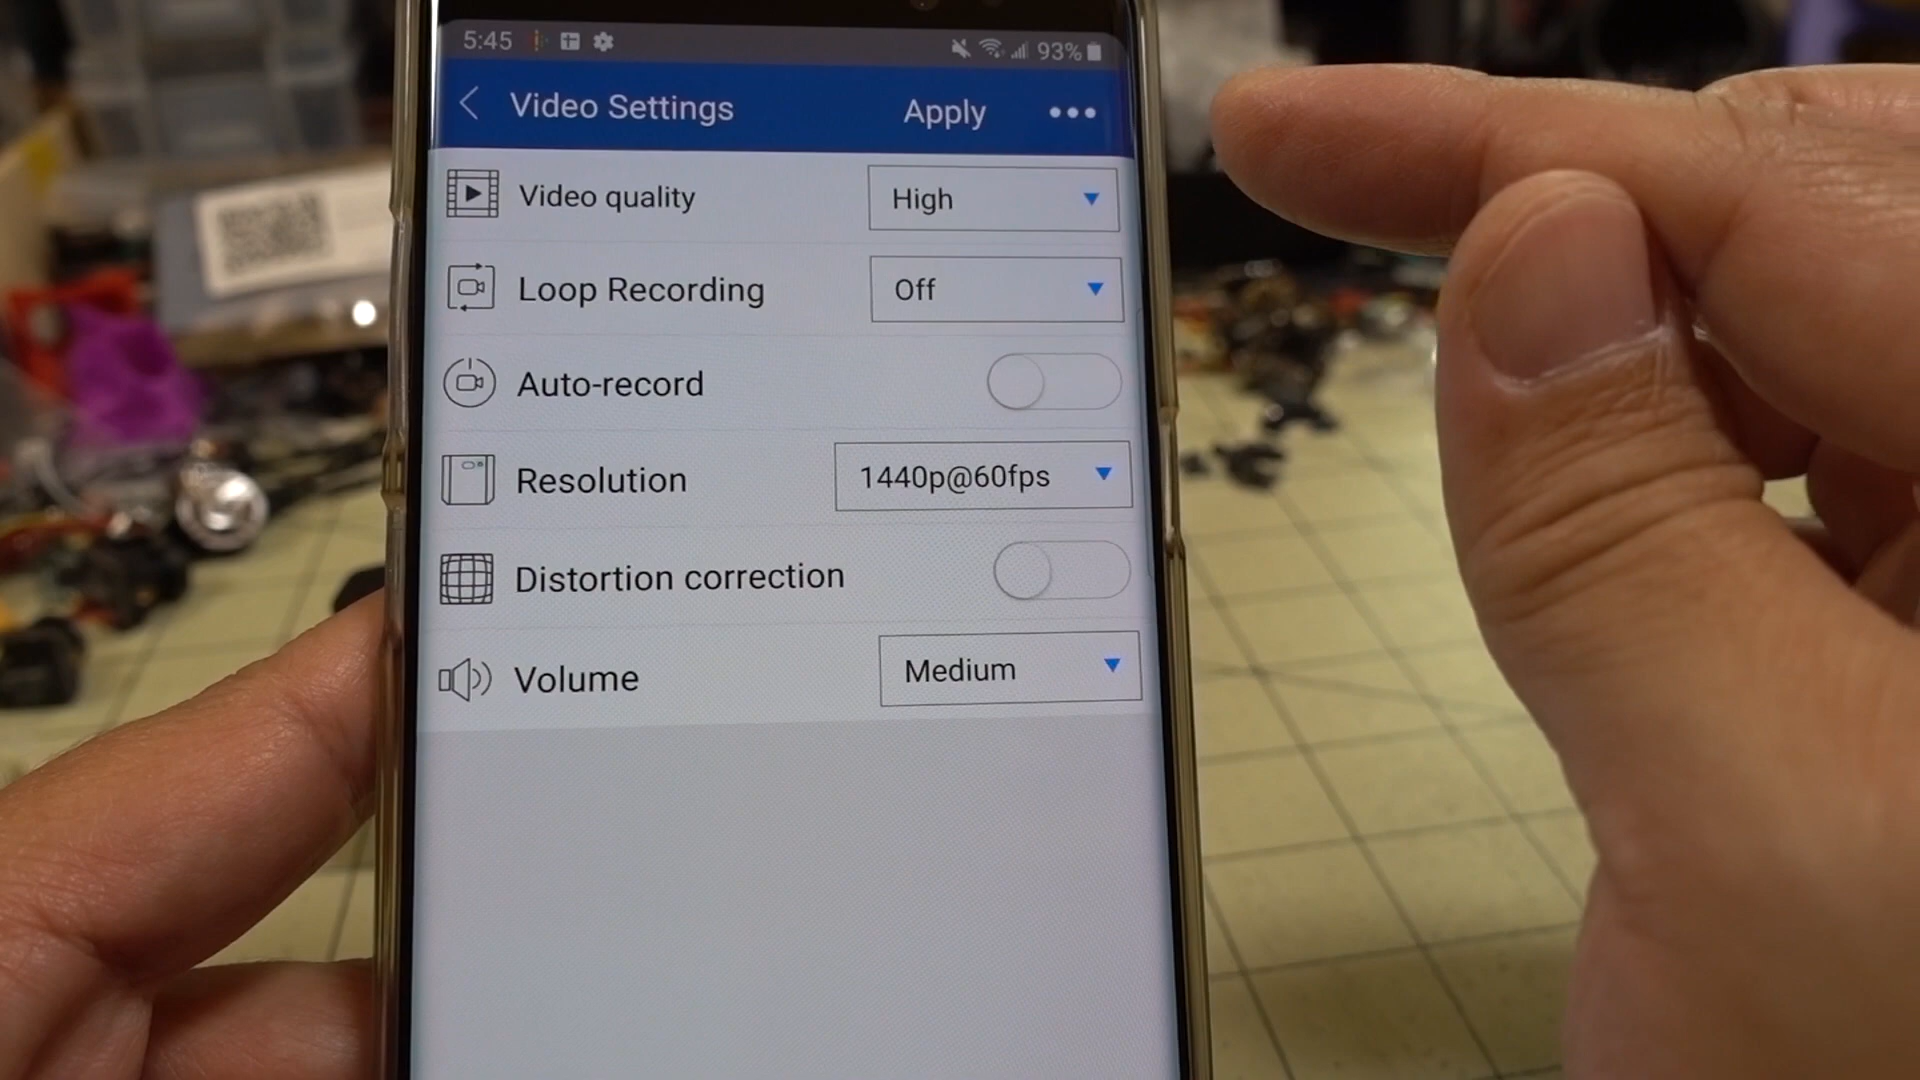 5:45 93%
Video Settings Apply •••
Video quality High
Loop Recording Off
Auto-record
Resolution 1440p@60fps
Distortion correction
Volume Medium